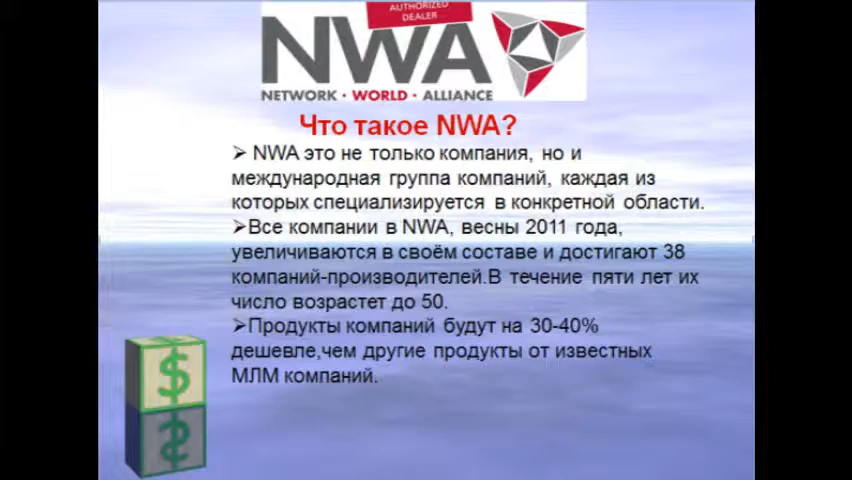 AUTHORIZED
DEALER
NWA
NETWORK · WORLD · ALLIANCE
Что такое NWA?
➢ NWA это не только компания, но и
международная группа компаний, каждая из
которых специализируется в конкретной области.
➢Все компании в NWA, весны 2011 года,
увеличиваются в своём составе и достигают 38
компаний-производителей.В течение пяти лет их
число возрастет до 50.
➢Продукты компаний будут на 30-40%
дешевле,чем другие продукты от известных
МЛМ компаний.
$
$